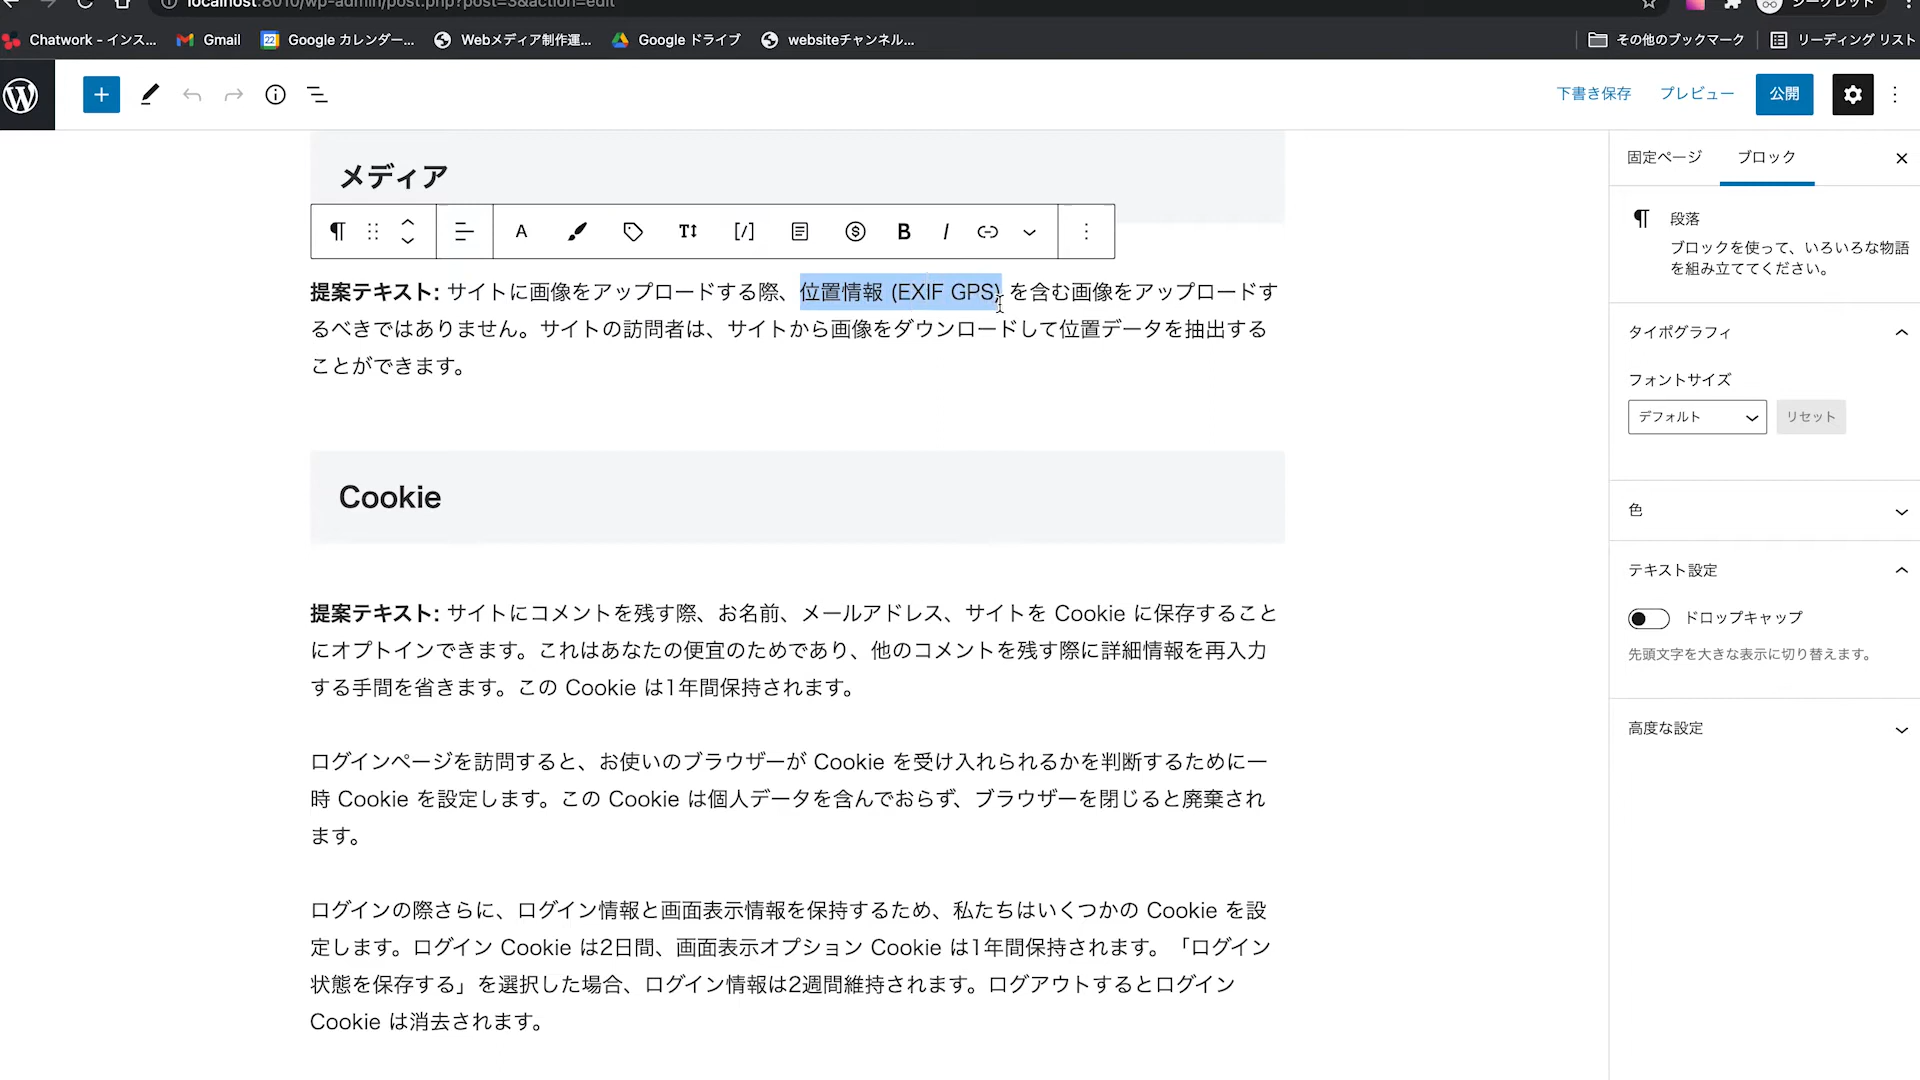 localhost:8010/wp-admin/post.php?post=3&action=edit
シークレット
Chatwork - インス...
Gmail
22
Google カレンダー...
Webメディア制作運...
Google ドライブ
websiteチャンネル...
その他のブックマーク
リーディング リスト
下書き保存
プレビュー
公開
メディア
提案テキスト: サイトに画像をアップロードする際、位置情報 (EXIF GPS) を含む画像をアップロードす
るべきではありません。サイトの訪問者は、サイトから画像をダウンロードして位置データを抽出する
ことができます。
Cookie
提案テキスト: サイトにコメントを残す際、お名前、メールアドレス、サイトを Cookie に保存すること
にオプトインできます。これはあなたの便宜のためであり、他のコメントを残す際に詳細情報を再入力
する手間を省きます。この Cookie は1年間保持されます。
ログインページを訪問すると、お使いのブラウザーが Cookie を受け入れられるかを判断するために一
時 Cookie を設定します。この Cookie は個人データを含んでおらず、ブラウザーを閉じると廃棄され
ます。
ログインの際さらに、ログイン情報と画面表示情報を保持するため、私たちはいくつかの Cookie を設
定します。ログイン Cookie は2日間、画面表示オプション Cookie は1年間保持されます。「ログイン
状態を保存する」を選択した場合、ログイン情報は2週間維持されます。ログアウトするとログイン
Cookie は消去されます。
固定ページ
ブロック
段落
ブロックを使って、いろいろな物語
を組み立ててください。
タイポグラフィ
フォントサイズ
デフォルト
リセット
色
テキスト設定
ドロップキャップ
先頭文字を大きな表示に切り替えます。
高度な設定